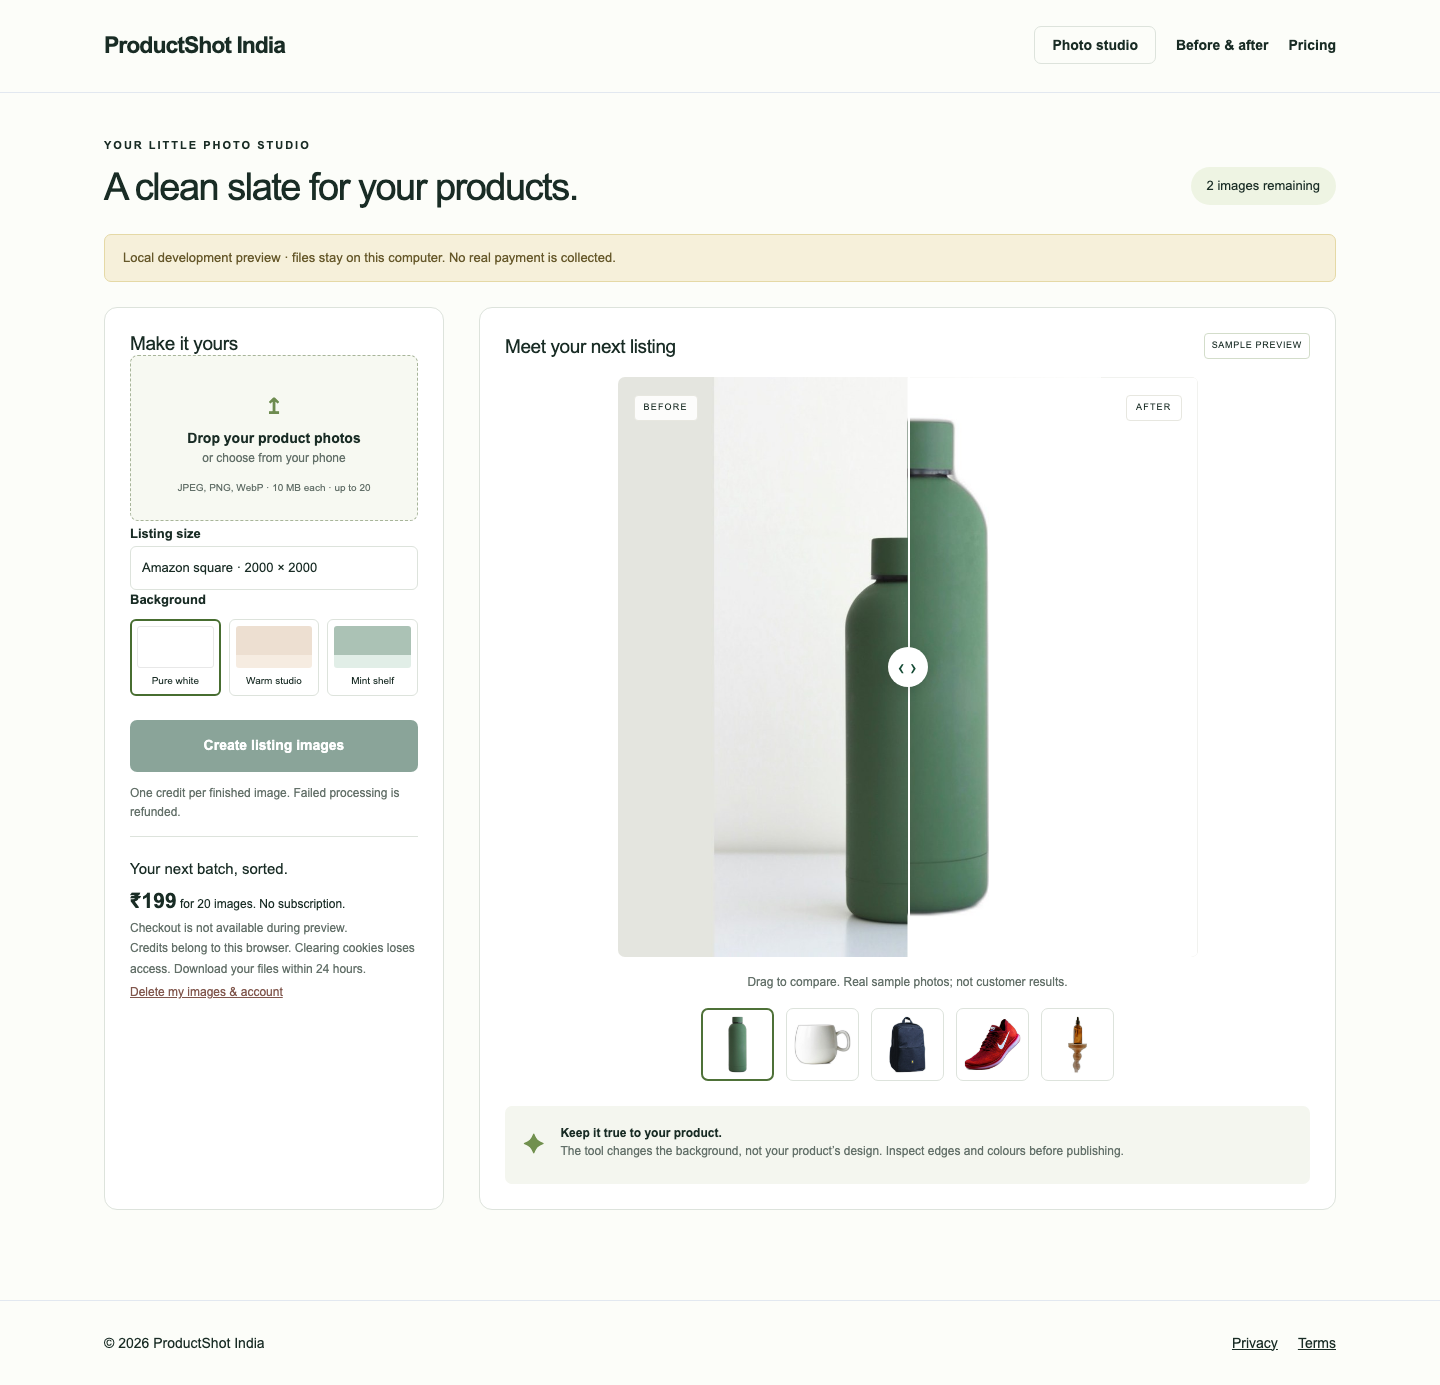 ProductShot India
Photo studio
Before & after
Pricing
YOUR LITTLE PHOTO STUDIO
A clean slate for your products.
2 images remaining
Local development preview · files stay on this computer. No real payment is collected.
Make it yours
↥
Drop your product photos
or choose from your phone
JPEG, PNG, WebP · 10 MB each · up to 20
Listing size
Amazon square · 2000 × 2000
Background
Pure white
Warm studio
Mint shelf
Create listing images
One credit per finished image. Failed processing is
refunded.
Your next batch, sorted.
₹199 for 20 images. No subscription.
Checkout is not available during preview.
Credits belong to this browser. Clearing cookies loses
access. Download your files within 24 hours.
Delete my images & account
Meet your next listing
SAMPLE PREVIEW
BEFORE
AFTER
Drag to compare. Real sample photos; not customer results.
Keep it true to your product.
The tool changes the background, not your product’s design. Inspect edges and colours before publishing.
© 2026 ProductShot India
Privacy
Terms